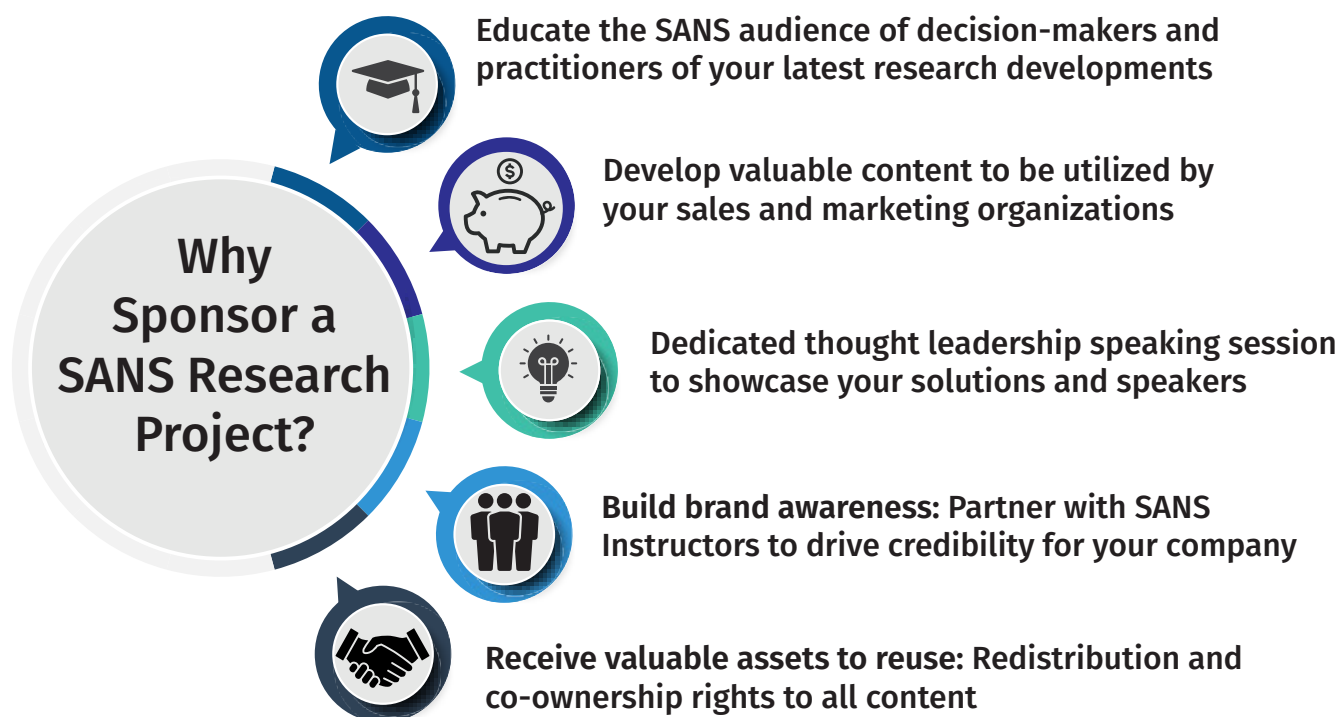 Why
Sponsor a
SANS Research
Project?
Educate the SANS audience of decision-makers and
practitioners of your latest research developments
$
Develop valuable content to be utilized by
your sales and marketing organizations
Dedicated thought leadership speaking session
to showcase your solutions and speakers
Build brand awareness: Partner with SANS
Instructors to drive credibility for your company
Receive valuable assets to reuse: Redistribution and
co-ownership rights to all content